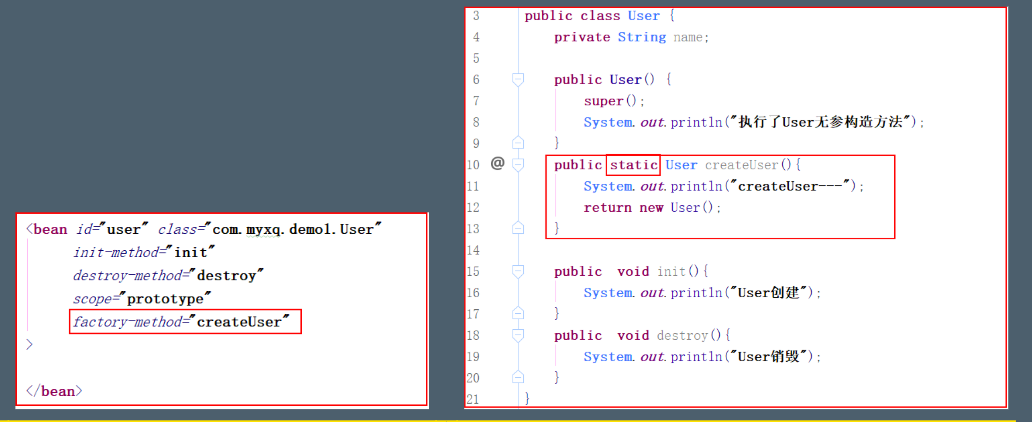 <bean id="user" class="com.myxq.demo1.User"
init-method="init"
destroy-method="destroy"
scope="prototype"
factory-method="createUser"
>
</bean>
3 public class User {
4 private String name;
5
6 public User() {
7 super();
8 System.out.println("执行了User无参构造方法");
9 }
10 @ public static User createUser(){
11 System.out.println("createUser---");
12 return new User();
13 }
14
15 public void init(){
16 System.out.println("User创建");
17 }
18 public void destroy(){
19 System.out.println("User销毁");
20 }
21 }